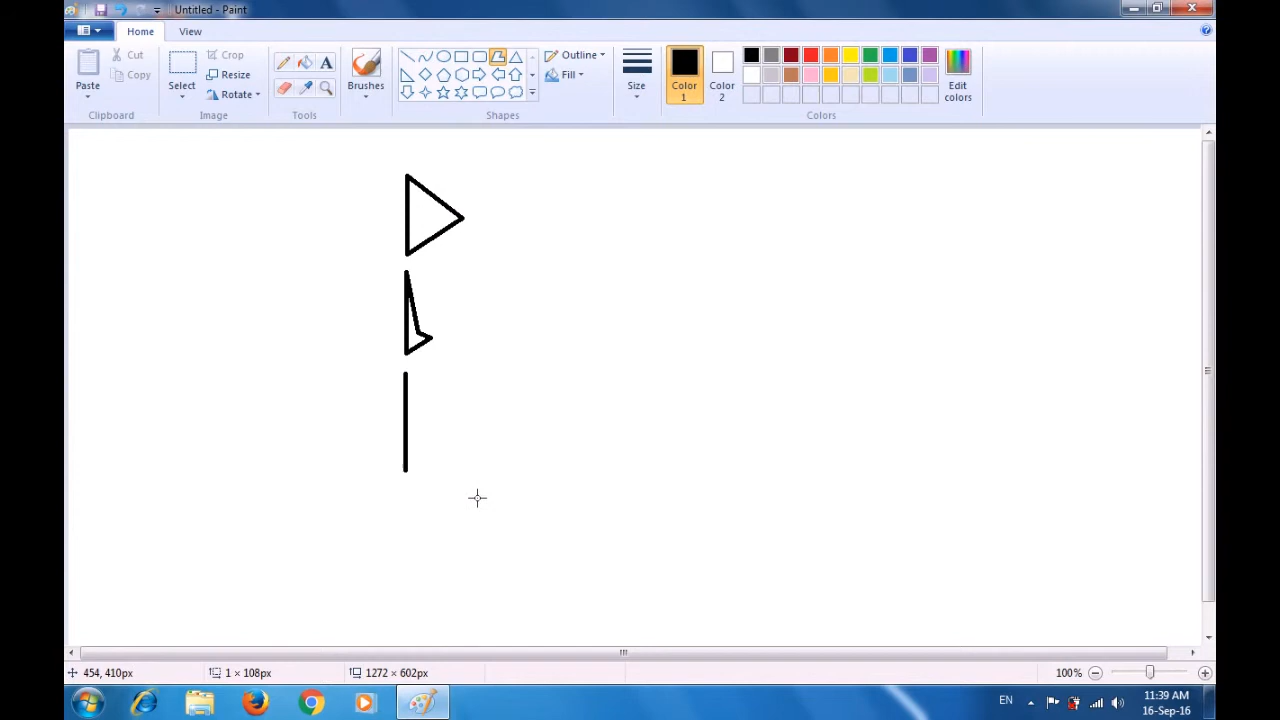 Untitled - Paint
Home View
Paste Cut Copy
Clipboard
Select Crop Resize Rotate
Image
A
Tools
Brushes
Outline Fill
Shapes
Size
Color 1 Color 2
Edit colors
Colors
454, 410px 1 × 108px 1272 × 602px 100%
EN 11:39 AM
16-Sep-16